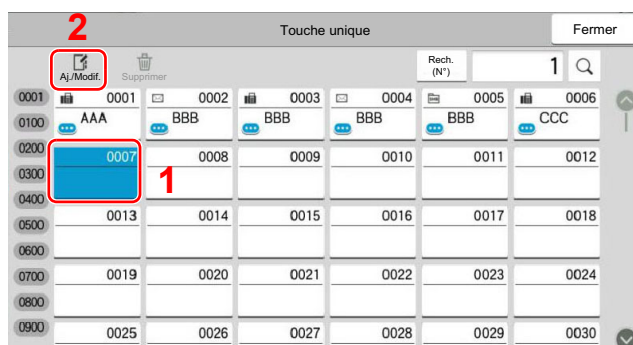 2
Touche unique
Fermer
Aj./Modif.
Supprimer
Rech.
(N°)
1
0001
0100
0200
0300
0400
0500
0600
0700
0800
0900
0001 0002 0003 0004 0005 0006
AAA BBB BBB BBB BBB CCC
0007 0008 0009 0010 0011 0012
1
0013 0014 0015 0016 0017 0018
0019 0020 0021 0022 0023 0024
0025 0026 0027 0028 0029 0030